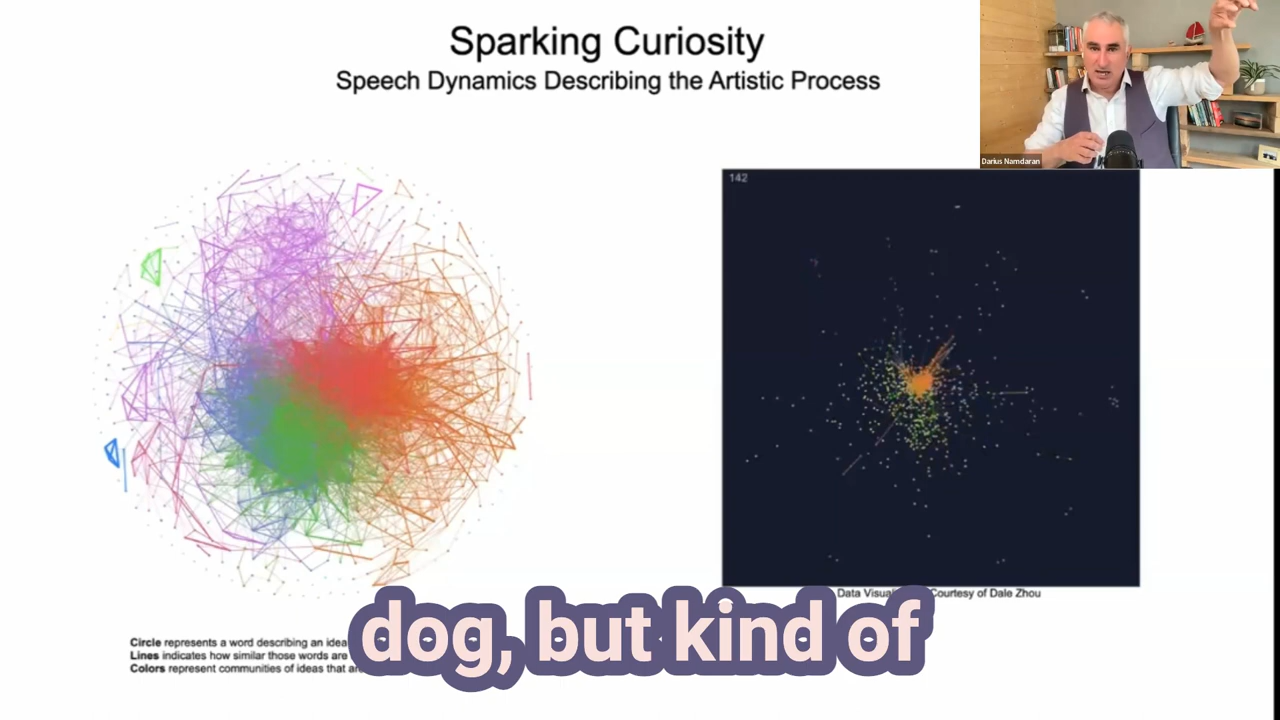 Sparking Curiosity
Speech Dynamics Describing the Artistic Process
Darius Namdaran
142
Data Courtesy of Dale Zhou
dog, but kind of
Circle represents a word describing an idea
Lines indicates how similar those words are
Colors represent communities of ideas that